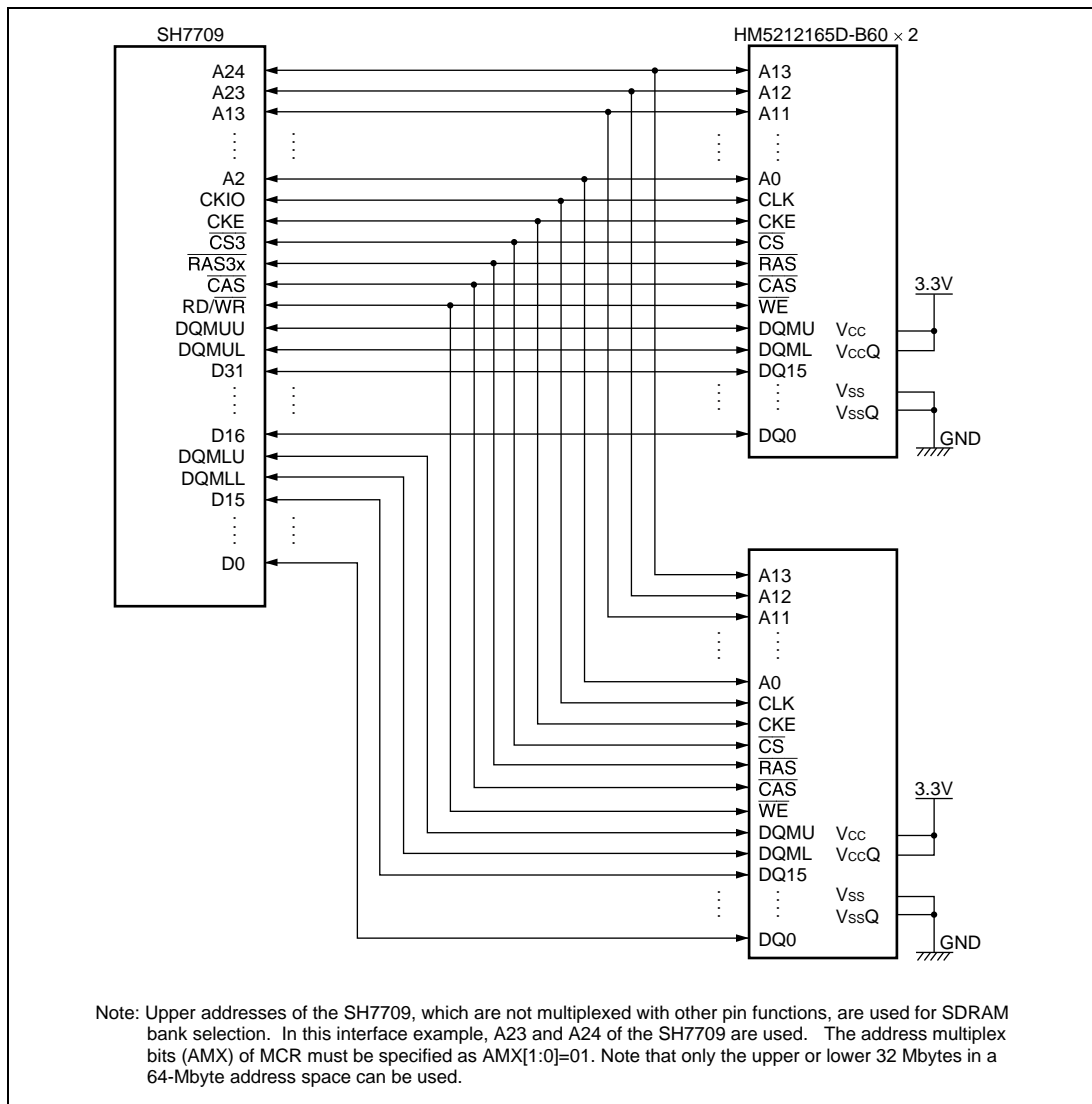 SH7709
HM5212165D-B60 × 2
A24
A23
A13
A2
CKIO
CKE
CS3
RAS3x
CAS
RD/WR
DQMUU
DQMUL
D31
D16
DQMLU
DQMLL
D15
D0
A13
A12
A11
A0
CLK
CKE
CS
RAS
CAS
WE
DQMU
DQML
DQ15
DQ0
3.3V
Vcc
VccQ
Vss
VssQ
GND
A13
A12
A11
A0
CLK
CKE
CS
RAS
CAS
WE
DQMU
DQML
DQ15
DQ0
3.3V
Vcc
VccQ
Vss
VssQ
GND
Note: Upper addresses of the SH7709, which are not multiplexed with other pin functions, are used for SDRAM
bank selection. In this interface example, A23 and A24 of the SH7709 are used. The address multiplex
bits (AMX) of MCR must be specified as AMX[1:0]=01. Note that only the upper or lower 32 Mbytes in a
64-Mbyte address space can be used.